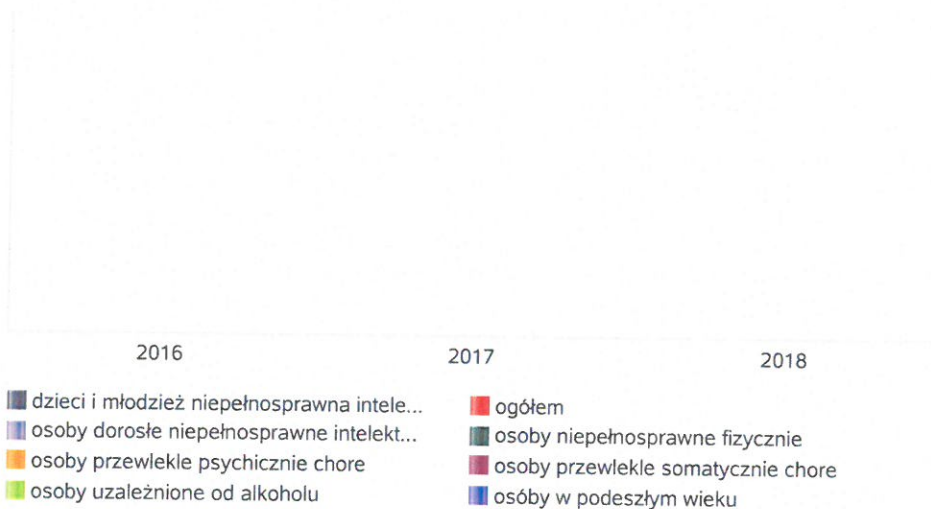 2016 2017 2018
dzieci i młodzież niepełnosprawna intele...
osoby dorosłe niepełnosprawne intelekt...
osoby przewlekle psychicznie chore
osoby uzależnione od alkoholu
ogółem
osoby niepełnosprawne fizycznie
osoby przewlekle somatycznie chore
osóby w podeszłym wieku